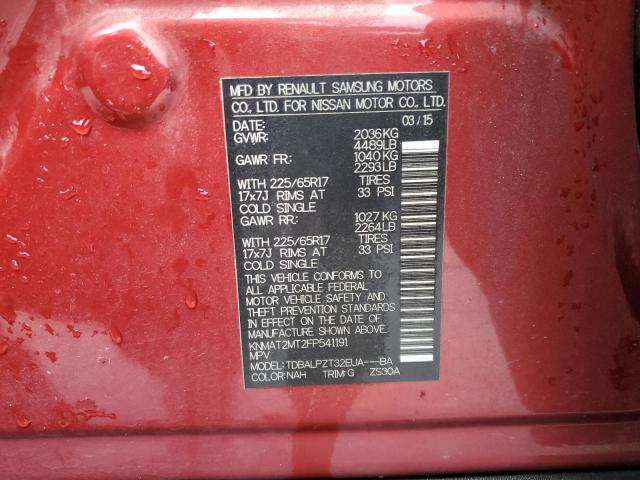 MFD BY RENAULT SAMSUNG MOTORS
CO., LTD. FOR NISSAN MOTOR CO., LTD.
DATE: 03/15
GVWR: 2036KG
4489LB
GAWR FR: 1040KG
2293LB
WITH 225/65R17 TIRES
17x7J RIMS AT 33 PSI
COLD SINGLE
GAWR RR: 1027KG
2264LB
WITH 225/65R17 TIRES
17x7J RIMS AT 33 PSI
COLD SINGLE
THIS VEHICLE CONFORMS TO
ALL APPLICABLE FEDERAL
MOTOR VEHICLE SAFETY AND
THEFT PREVENTION STANDARDS
IN EFFECT ON THE DATE OF
MANUFACTURE SHOWN ABOVE.
KNMAT2MT2FP541191
MPV
MODEL:TDBALPZT32EUA---BA
COLOR:NAH TRIM:G ZS30A